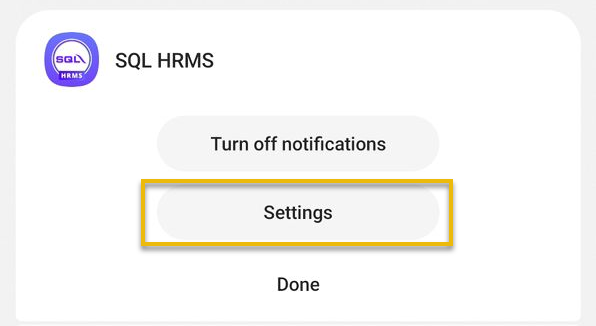 SQL
HRMS
SQL HRMS
Turn off notifications
Settings
Done